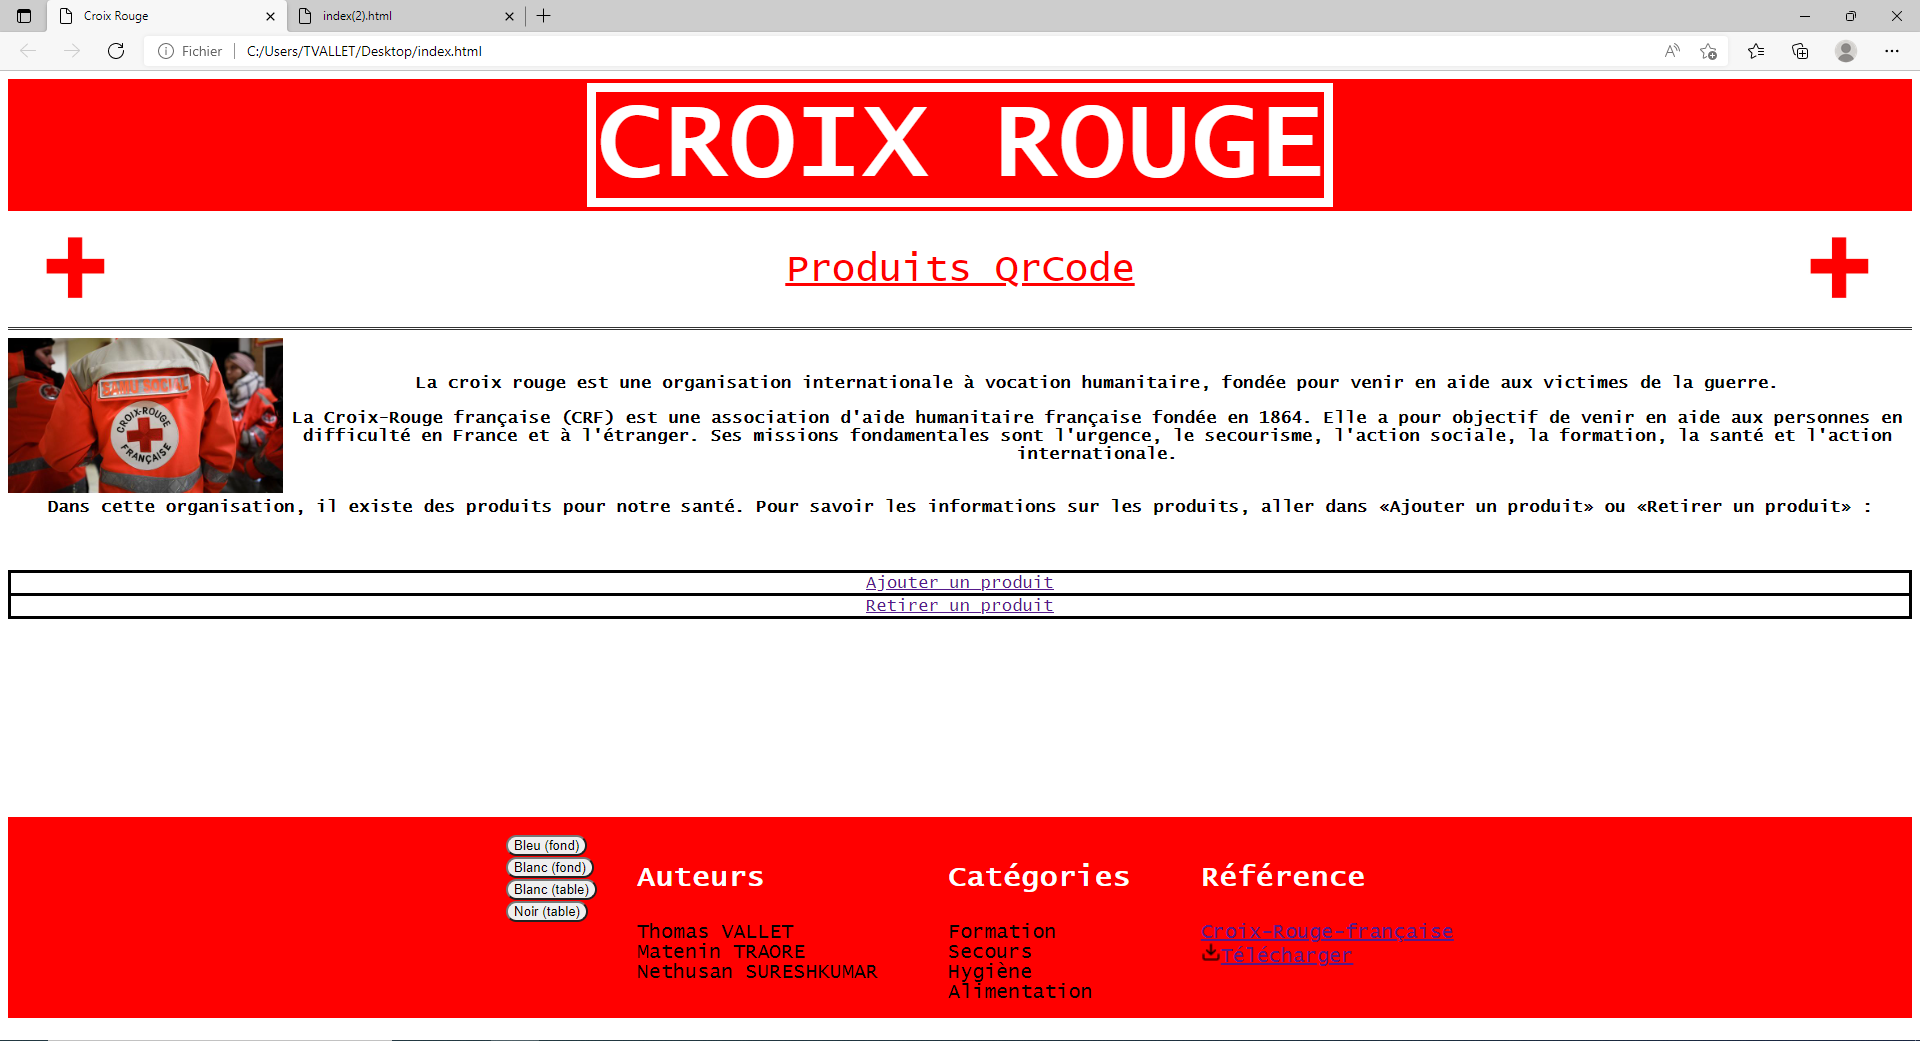 Croix Rouge
index(2).html
Fichier
C:/Users/TVALLET/Desktop/index.html
CROIX ROUGE
Produits QrCode
SAMU SOCIAL
CROIX-ROUGE
FRANÇAISE
La croix rouge est une organisation internationale à vocation humanitaire, fondée pour venir en aide aux victimes de la guerre.
La Croix-Rouge française (CRF) est une association d'aide humanitaire française fondée en 1864. Elle a pour objectif de venir en aide aux personnes en
difficulté en France et à l'étranger. Ses missions fondamentales sont l'urgence, le secourisme, l'action sociale, la formation, la santé et l'action
internationale.
Dans cette organisation, il existe des produits pour notre santé. Pour savoir les informations sur les produits, aller dans «Ajouter un produit» ou «Retirer un produit» :
Ajouter un produit
Retirer un produit
Bleu (fond)
Blanc (fond)
Blanc (table)
Noir (table)
Auteurs
Thomas VALLET
Matenin TRAORE
Nethusan SURESHKUMAR
Catégories
Formation
Secours
Hygiène
Alimentation
Référence
Croix-Rouge-française
Télécharger